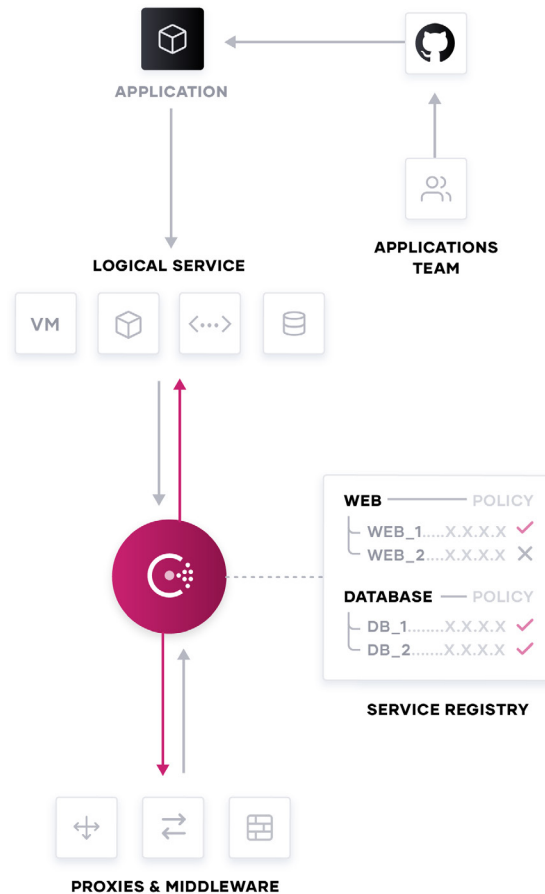 APPLICATION
APPLICATIONS
TEAM
LOGICAL SERVICE
VM
WEB POLICY
WEB_1.....X.X.X.X
WEB_2....X.X.X.X
DATABASE POLICY
DB_1........X.X.X.X
DB_2.......X.X.X.X
SERVICE REGISTRY
PROXIES & MIDDLEWARE